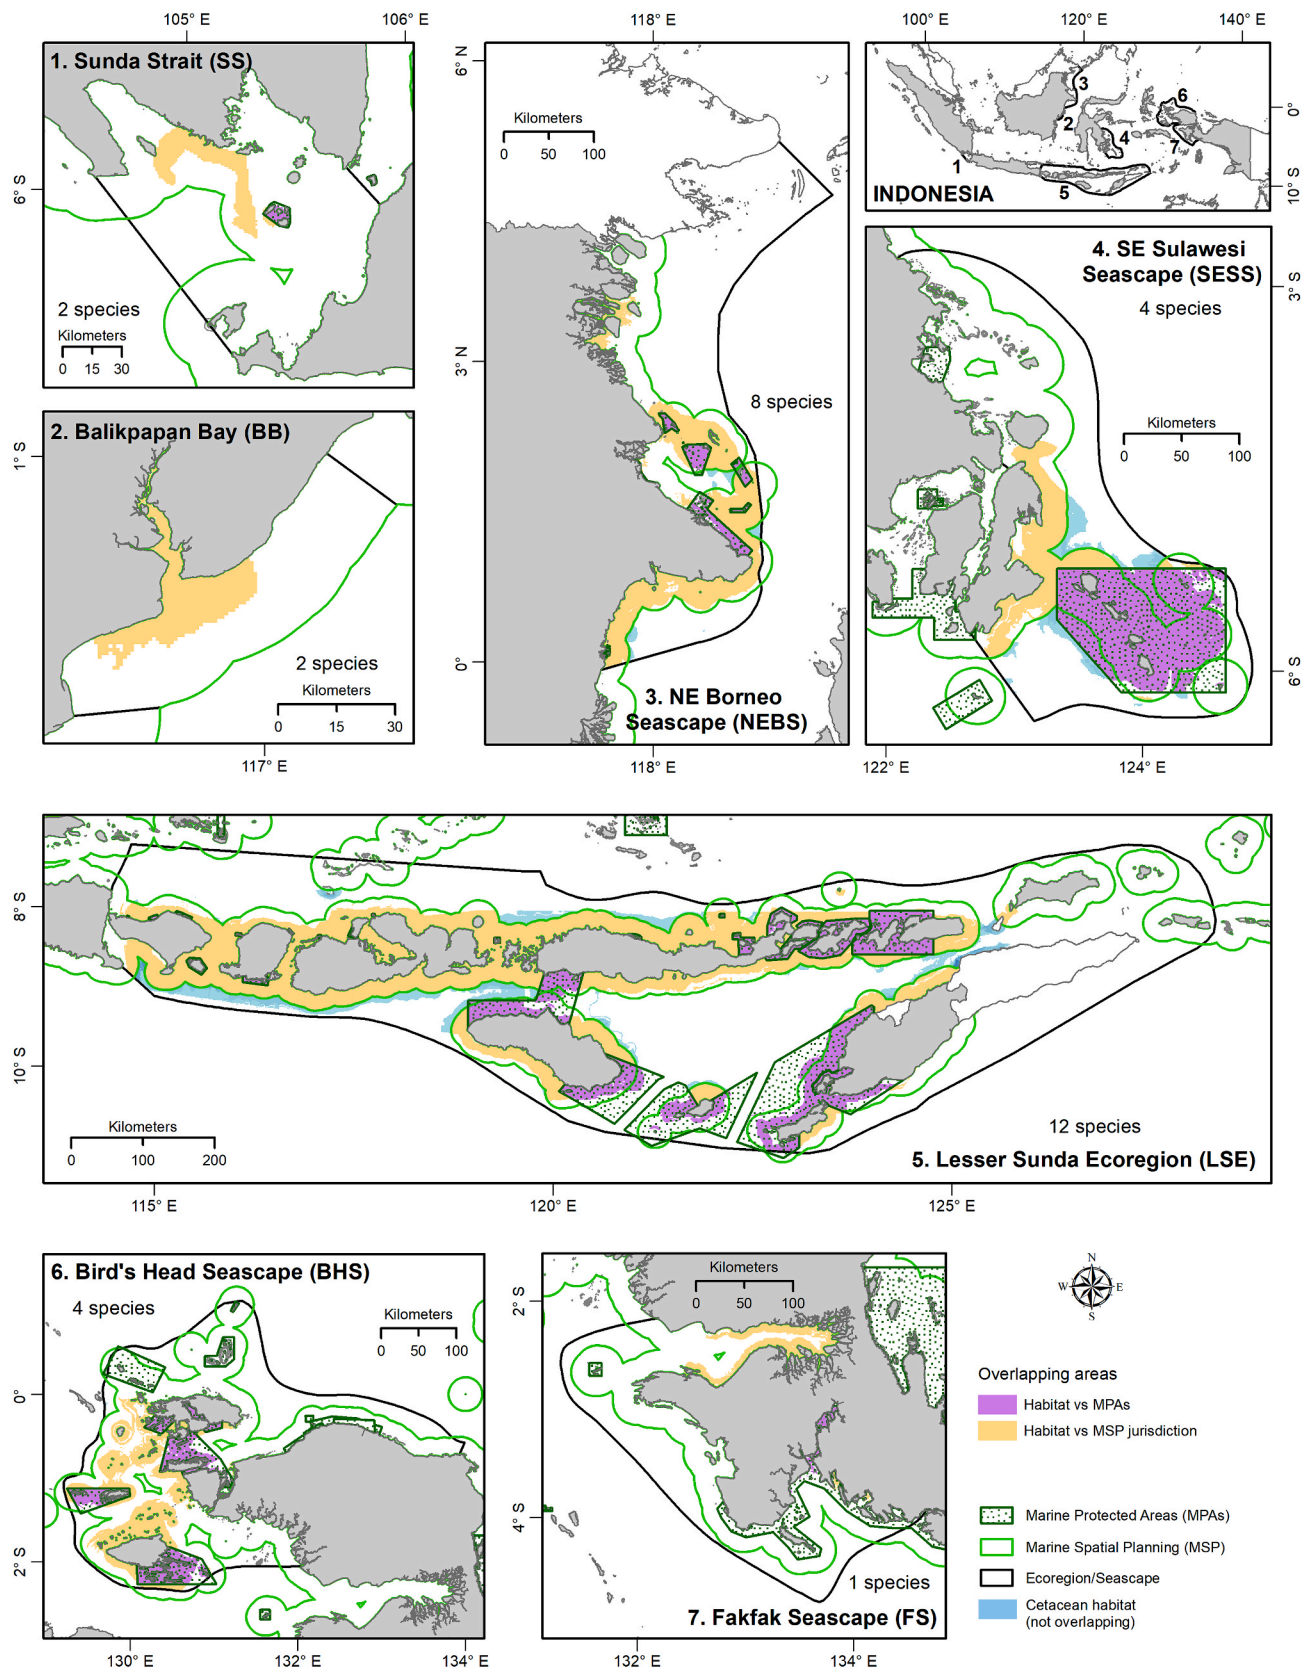 105° E
106° E
118° E
100° E
120° E
140° E
1. Sunda Strait (SS)
6° S
2 species
Kilometers
0 15 30
6° N
Kilometers
0 50 100
3° N
8 species
0°
3. NE Borneo
Seascape (NEBS)
118° E
3
6
2
4
7
1
5
INDONESIA
0°
10° S
2. Balikpapan Bay (BB)
1° S
2 species
Kilometers
0 15 30
117° E
4. SE Sulawesi
Seascape (SESS)
4 species
3° S
Kilometers
0 50 100
6° S
122° E
124° E
8° S
10° S
Kilometers
0 100 200
12 species
5. Lesser Sunda Ecoregion (LSE)
115° E
120° E
125° E
6. Bird's Head Seascape (BHS)
4 species
Kilometers
0 50 100
0°
2° S
130° E
132° E
134° E
Kilometers
0 50 100
2° S
4° S
1 species
7. Fakfak Seascape (FS)
132° E
134° E
N
W
E
S
Overlapping areas
Habitat vs MPAs
Habitat vs MSP jurisdiction
Marine Protected Areas (MPAs)
Marine Spatial Planning (MSP)
Ecoregion/Seascape
Cetacean habitat
(not overlapping)